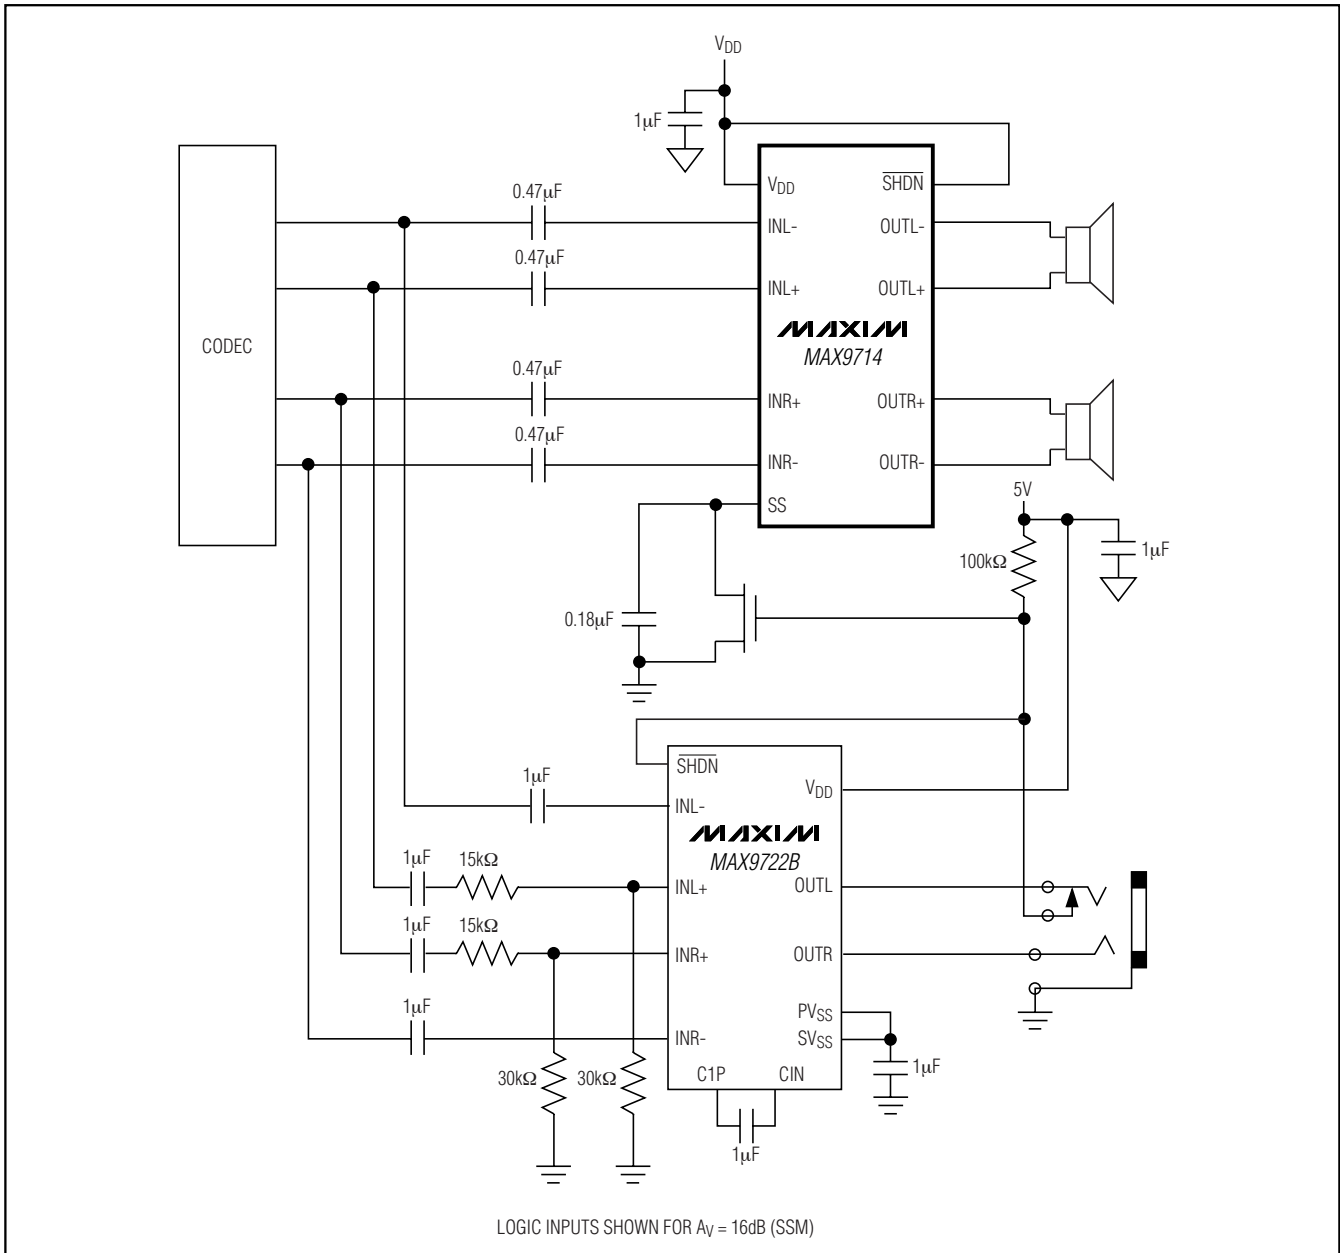 VDD
1µF
CODEC
0.47µF
0.47µF
0.47µF
0.47µF
VDD
SHDN
INL-
OUTL-
INL+
OUTL+
MAXIM
MAX9714
INR+
OUTR+
INR-
OUTR-
SS
5V
100kΩ
1µF
0.18µF
SHDN
1µF
INL-
VDD
MAXIM
MAX9722B
1µF
15kΩ
INL+
OUTL
1µF
15kΩ
INR+
OUTR
1µF
INR-
PVSS
SVSS
1µF
30kΩ
30kΩ
C1P
CIN
1µF
LOGIC INPUTS SHOWN FOR AV = 16dB (SSM)